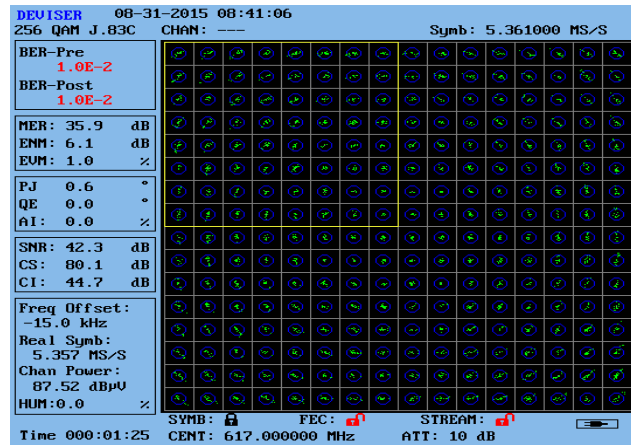 DEVISER 08-31-2015 08:41:06
256 QAM J.83C CHAN: --- Symb: 5.361000 MS/S
BER-Pre
1.0E-2
BER-Post
1.0E-2
MER: 35.9 dB
ENM: 6.1 dB
EVM: 1.0 %
PJ 0.6 °
QE 0.0 °
AI: 0.0 %
SNR: 42.3 dB
CS: 80.1 dB
CI: 44.7 dB
Freq Offset:
-15.0 kHz
Real Symb:
5.357 MS/S
Chan Power:
87.52 dBµV
HUM:0.0 %
SYMB: FEC: STREAM:
Time 000:01:25 CENT: 617.000000 MHz ATT: 10 dB